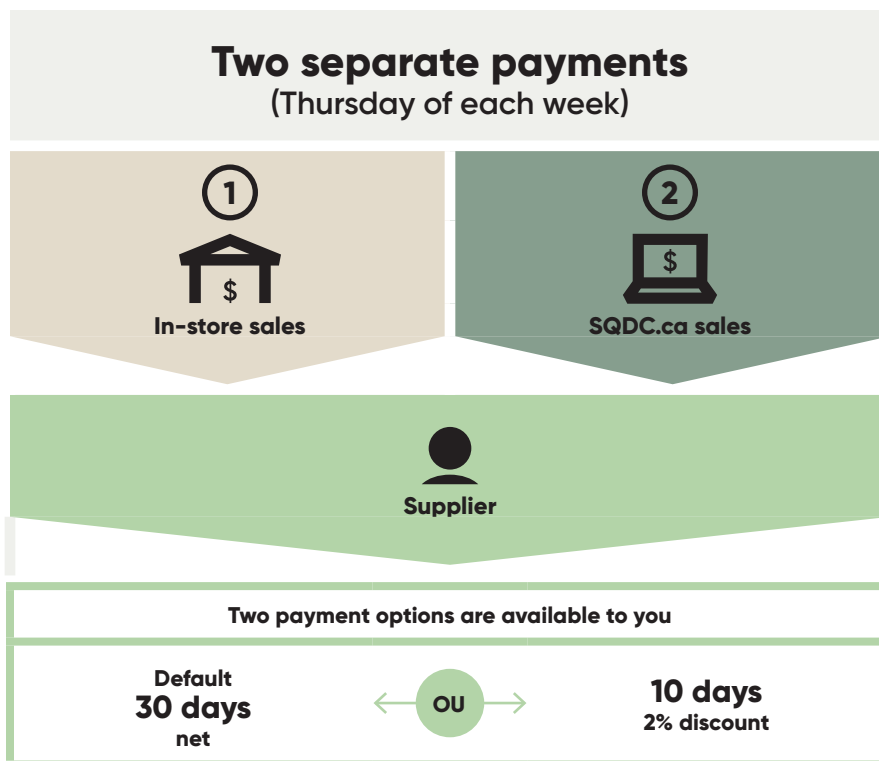 Two separate payments
(Thursday of each week)
1
$
In-store sales
2
$
SQDC.ca sales
Supplier
Two payment options are available to you
Default
30 days
net
OU
10 days
2% discount